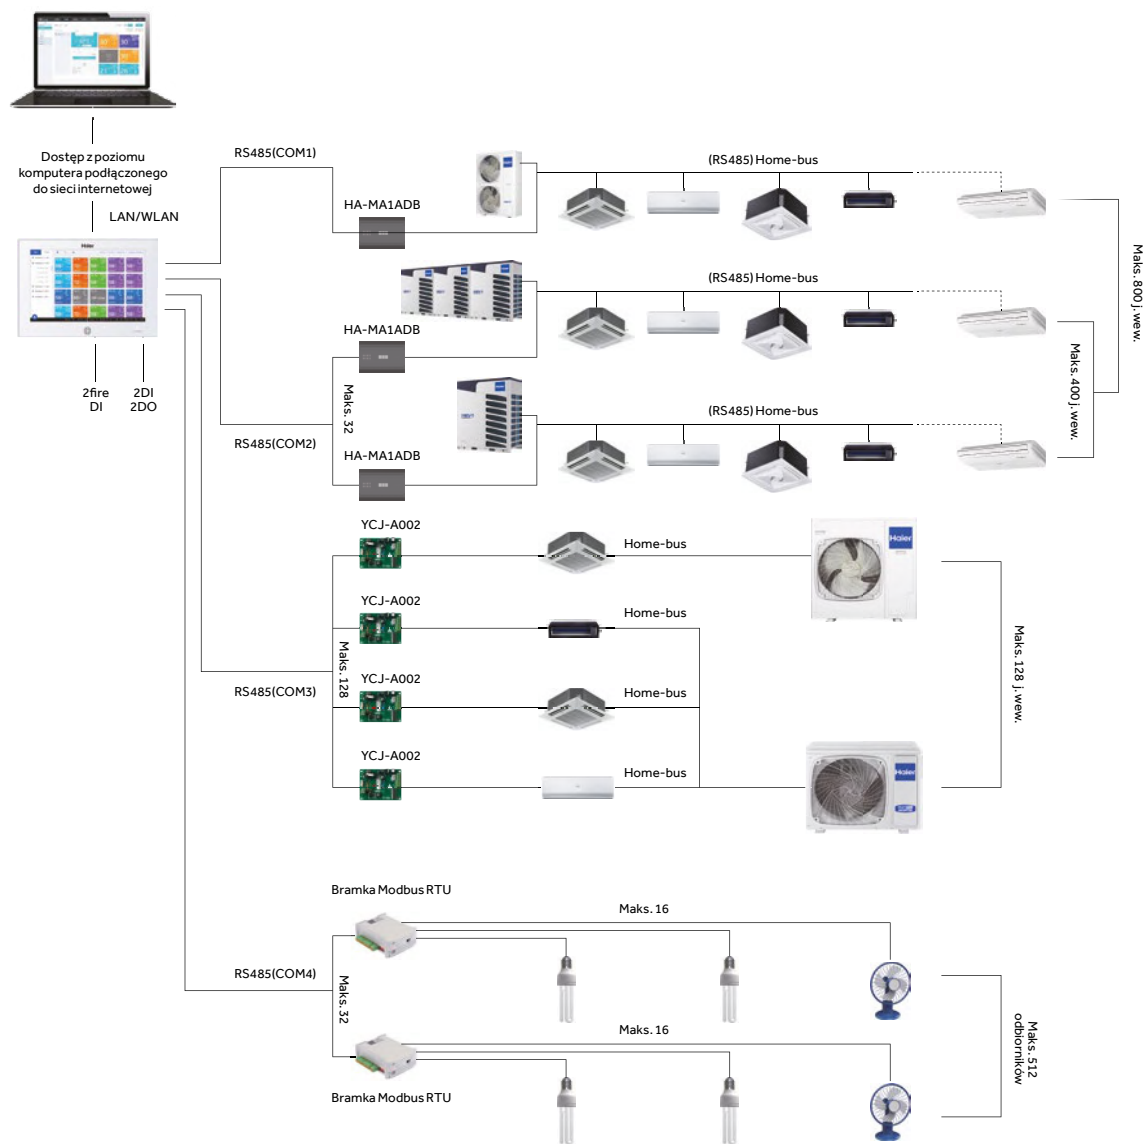 Dostęp z poziomu
komputera podłączonego
do sieci internetowej
LAN/WLAN
Haier
2fire
DI
2DI
2DO
RS485(COM1)
HA-MA1ADB
Haier
(RS485) Home-bus
Maks. 800 j. wew.
HA-MA1ADB
(RS485) Home-bus
Maks. 32
Maks. 400 j. wew.
RS485(COM2)
HA-MA1ADB
(RS485) Home-bus
YCJ-A002
Home-bus
Haier
YCJ-A002
Home-bus
Maks. 128
Maks. 128 j. wew.
RS485(COM3)
YCJ-A002
Home-bus
YCJ-A002
Home-bus
Haier
Bramka Modbus RTU
Maks. 16
RS485(COM4)
Maks. 32
Maks. 16
Maks. 512
odbiorników
Bramka Modbus RTU